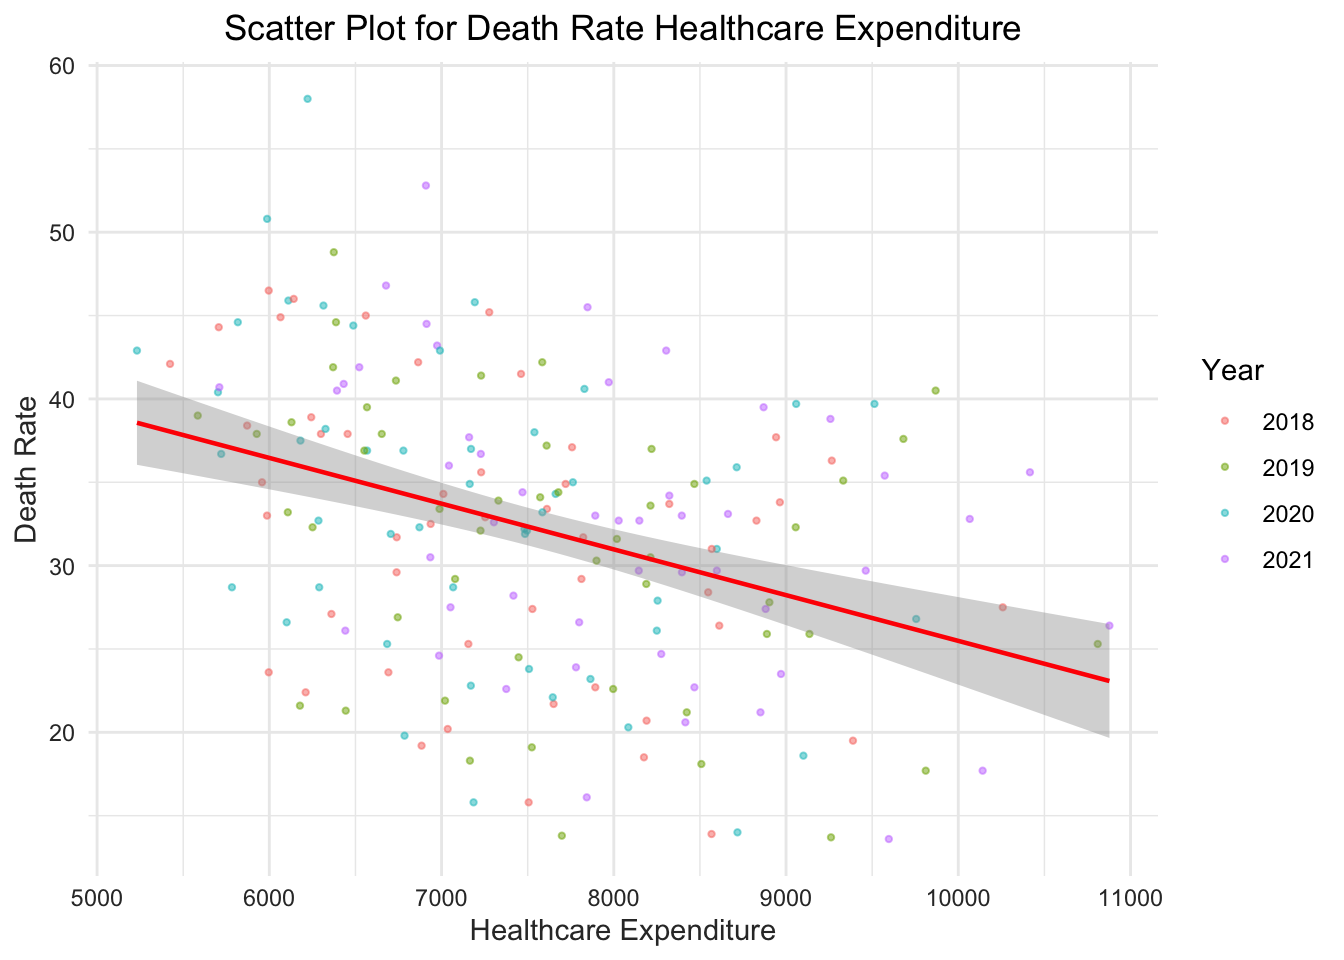 Scatter Plot for Death Rate Healthcare Expenditure
60
50
40
30
20
Death Rate
5000 6000 7000 8000 9000 10000 11000
Healthcare Expenditure
Year
2018
2019
2020
2021